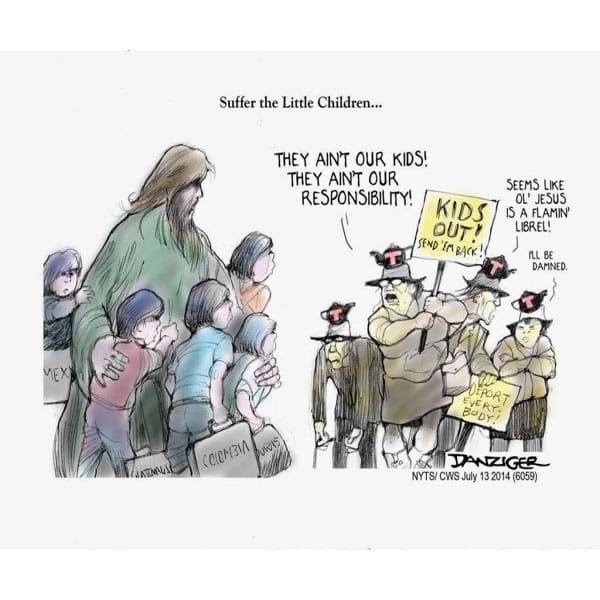 Suffer the Little Children...
THEY AIN'T OUR KIDS!
THEY AIN'T OUR
RESPONSIBILITY!
KIDS
OUT!
SEND 'EM BACK!
SEEMS LIKE
OL' JESUS
IS A FLAMIN'
LIBREL!
I'LL BE
DAMNED.
T
T
T
T
MEXI
COLOMBIA
DEPORT
EVERY
BODY!
DANZIGER
NYTS/ CWS July 13 2014 (6059)